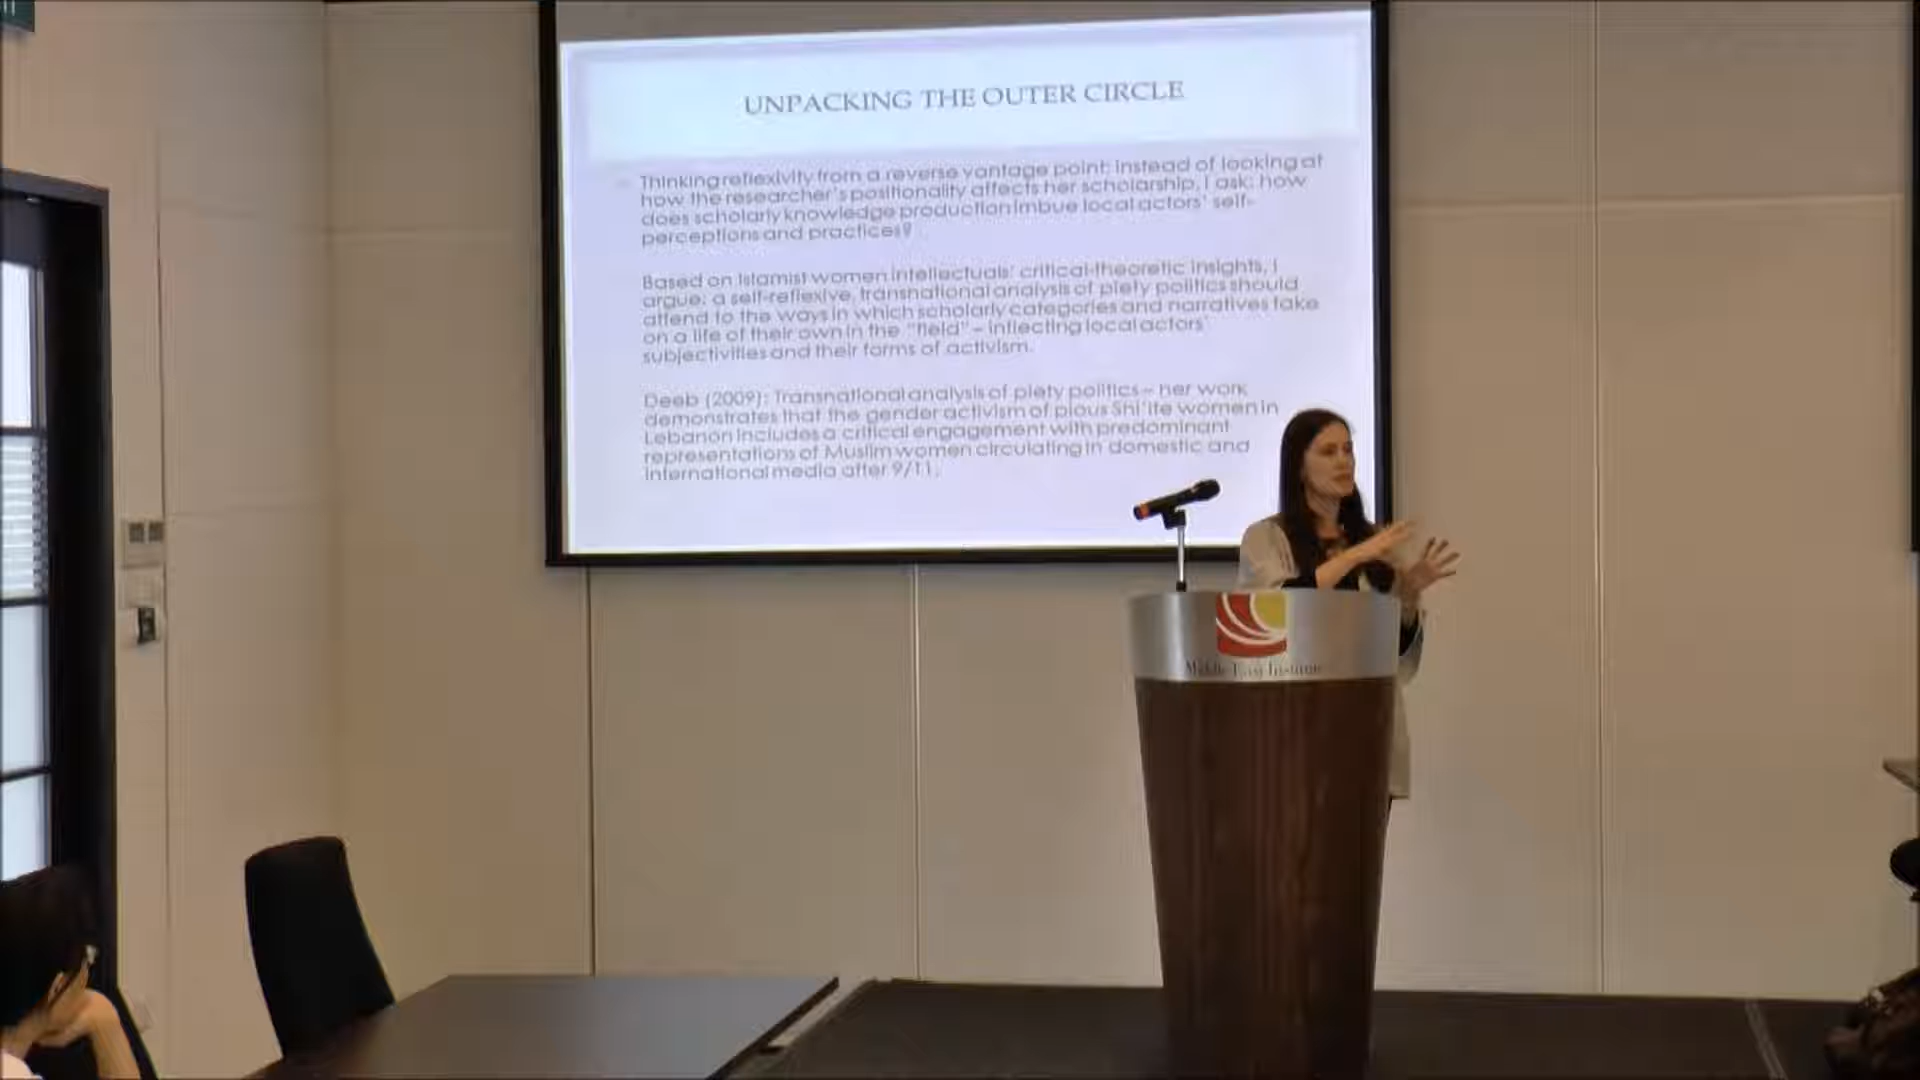 UNPACKING THE OUTER CIRCLE
Thinking reflexivity from a reverse vantage point: instead of looking at
how the researcher's positionality affects her scholarship, I ask: how
does scholarly knowledge production imbue local actors' self-
perceptions and practices?
Based on Islamist women intellectuals' critical-theoretic insights, I
argue: a self-reflexive, transnational analysis of piety politics should
attend to the ways in which scholarly categories and narratives take
on a life of their own in the "field" – inflecting local actors'
subjectivities and their forms of activism.
Deeb (2009): Transnational analysis of piety politics – her work
demonstrates that the gender activism of pious Shi'ite women in
Lebanon includes a critical engagement with predominant
representations of Muslim women circulating in domestic and
international media after 9/11.
Middle East Institute